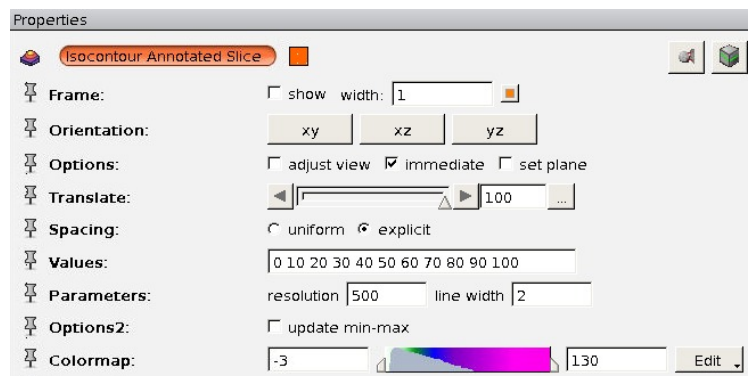 Properties
Isocontour Annotated Slice
Frame: show width: 1
Orientation: xy xz yz
Options: adjust view immediate set plane
Translate: 100 ...
Spacing: uniform explicit
Values: 0 10 20 30 40 50 60 70 80 90 100
Parameters: resolution 500 line width 2
Options2: update min-max
Colormap: -3 130 Edit